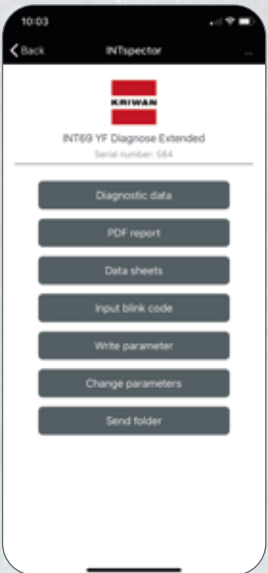 10:03
Back INTspector ...
KRIWAN
INT69 YF Diagnose Extended
Serial number: 584
Diagnostic data
PDF report
Data sheets
Input blink code
Write parameter
Change parameters
Send folder